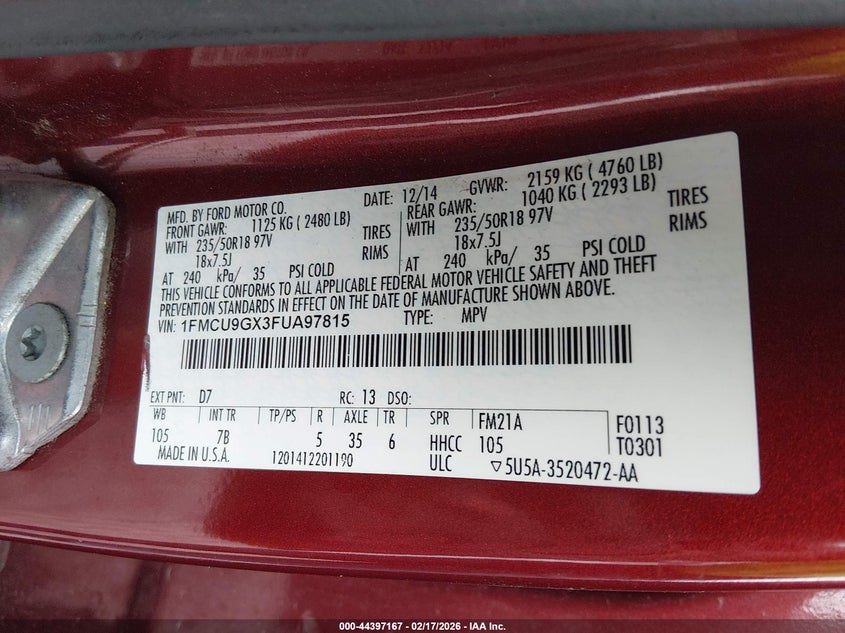 MFD. BY FORD MOTOR CO. DATE: 12/14 GVWR: 2159 KG ( 4760 LB)
FRONT GAWR: 1125 KG ( 2480 LB) REAR GAWR: 1040 KG ( 2293 LB)
WITH 235/50R18 97V TIRES WITH 235/50R18 97V TIRES
18x7.5J RIMS 18x7.5J RIMS
AT 240 kPa/ 35 PSI COLD AT 240 kPa/ 35 PSI COLD
THIS VEHICLE CONFORMS TO ALL APPLICABLE FEDERAL MOTOR VEHICLE SAFETY AND THEFT
PREVENTION STANDARDS IN EFFECT ON THE DATE OF MANUFACTURE SHOWN ABOVE.
VIN: 1FMCU9GX3FUA97815 TYPE: MPV
EXT PNT: D7 RC: 13 DSO:
WB INT TR TP/PS R AXLE TR SPR FM21A F0113
105 7B 5 35 6 HHCC 105 T0301
MADE IN U.S.A. 1201412201190 ULC ▽5U5A-3520472-AA
000-44397167 - 02/17/2026 - IAA Inc.